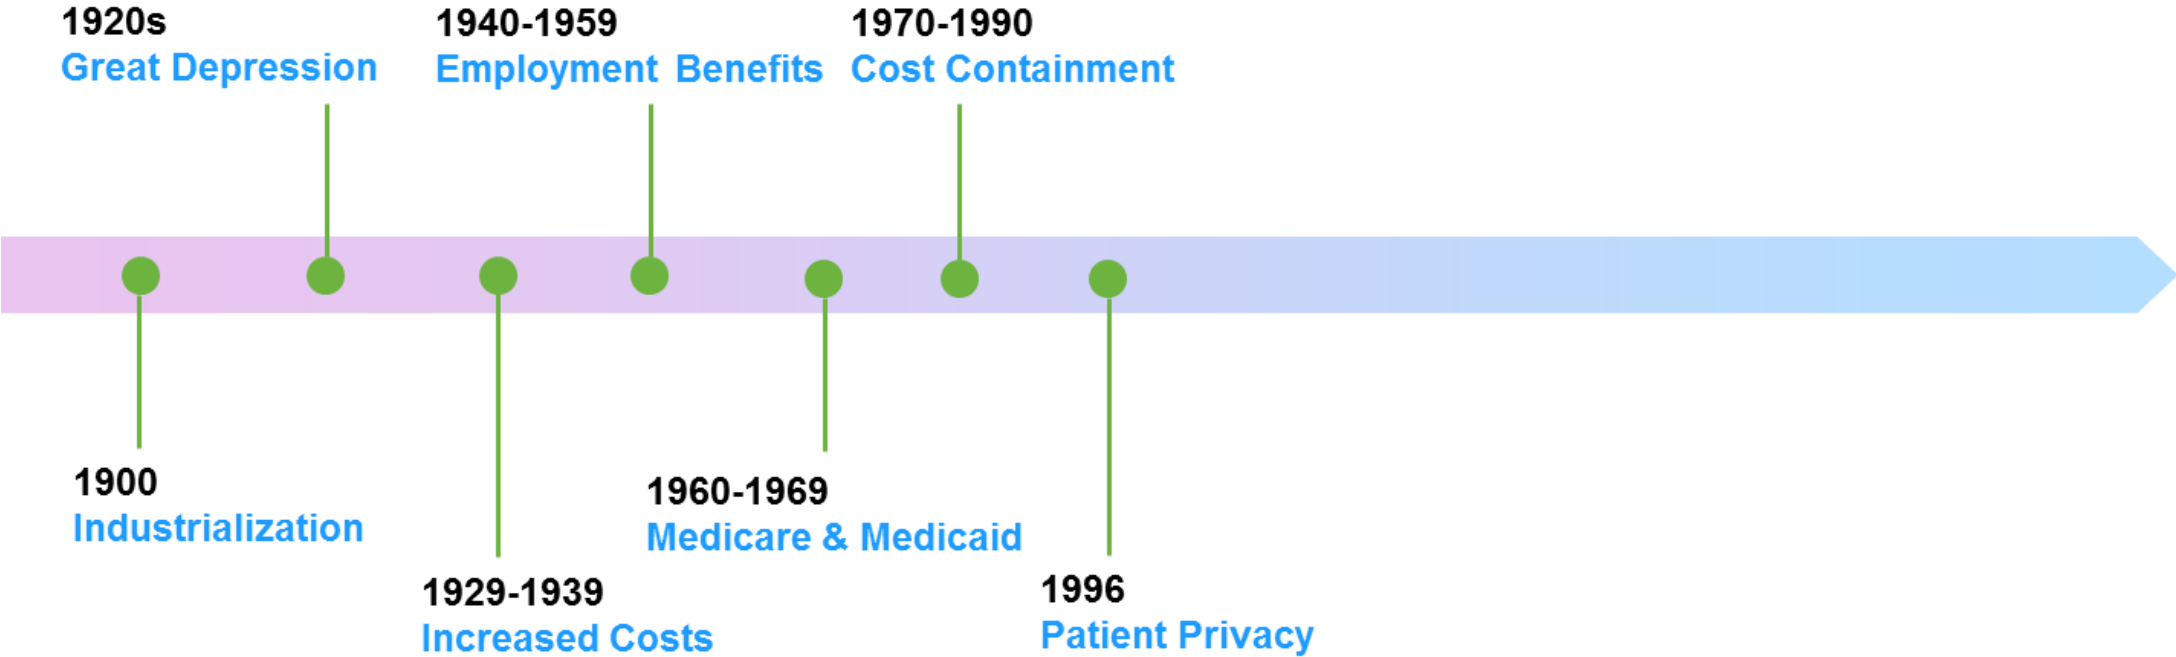 1920s
Great Depression
1940-1959
Employment Benefits
1970-1990
Cost Containment
1900
Industrialization
1929-1939
Increased Costs
1960-1969
Medicare & Medicaid
1996
Patient Privacy